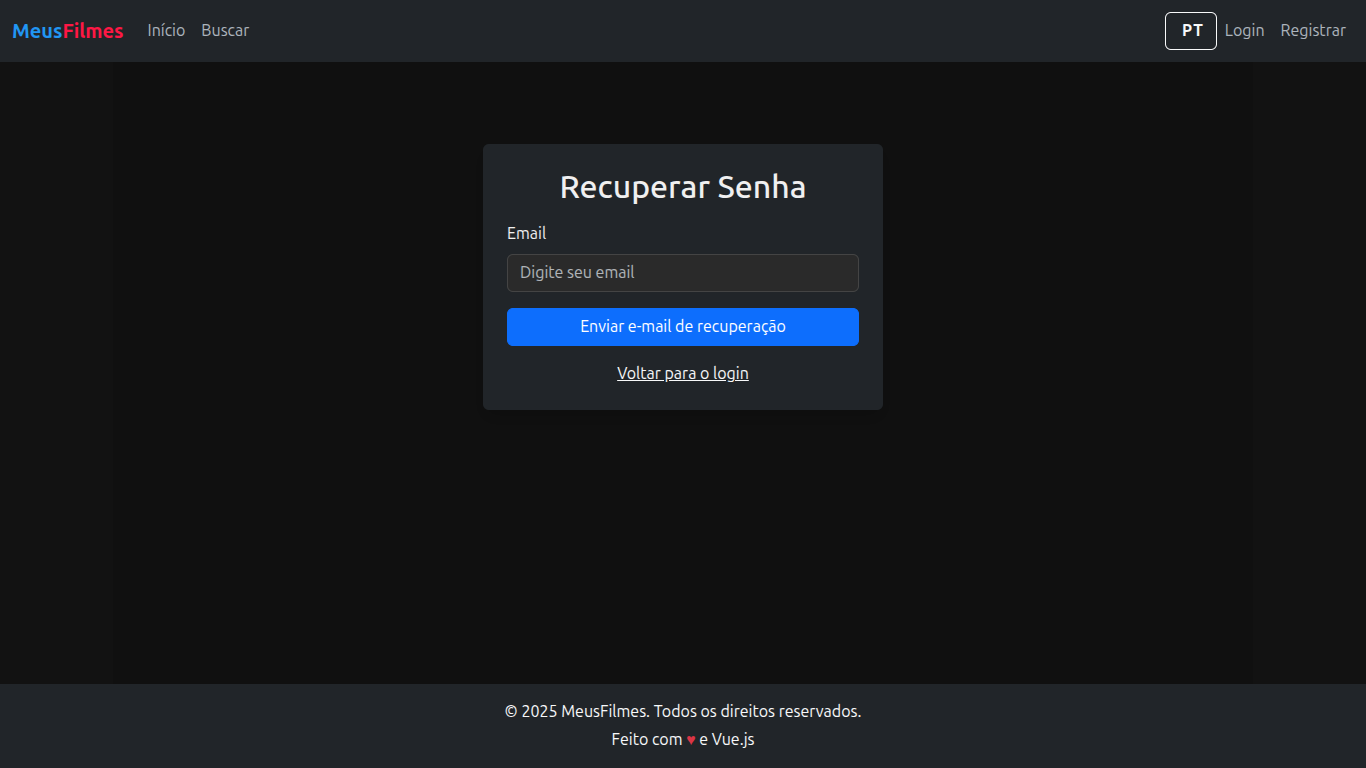 MeusFilmes Início Buscar PT Login Registrar
Recuperar Senha
Email
Digite seu email
Enviar e-mail de recuperação
Voltar para o login
© 2025 MeusFilmes. Todos os direitos reservados.
Feito com ♥ e Vue.js